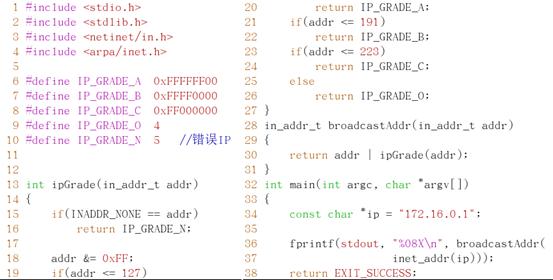 1 #include <stdio.h>
2 #include <stdlib.h>
3 #include <netinet/in.h>
4 #include <arpa/inet.h>
5
6 #define IP_GRADE_A 0xFFFFFF00
7 #define IP_GRADE_B 0xFFFF0000
8 #define IP_GRADE_C 0xFF000000
9 #define IP_GRADE_O 4
10 #define IP_GRADE_N 5 //错误IP
11
12
13 int ipGrade(in_addr_t addr)
14 {
15 if(INADDR_NONE == addr)
16 return IP_GRADE_N;
17
18 addr &= 0xFF;
19 if(addr <= 127)
20 return IP_GRADE_A;
21 if(addr <= 191)
22 return IP_GRADE_B;
23 if(addr <= 223)
24 return IP_GRADE_C;
25 else
26 return IP_GRADE_O;
27 }
28 in_addr_t broadcastAddr(in_addr_t addr)
29 {
30 return addr | ipGrade(addr);
31 }
32 int main(int argc, char *argv[])
33 {
34 const char *ip = "172.16.0.1";
35
36 fprintf(stdout, "%08X\n", broadcastAddr(
37 inet_addr(ip)));
38 return EXIT_SUCCESS;